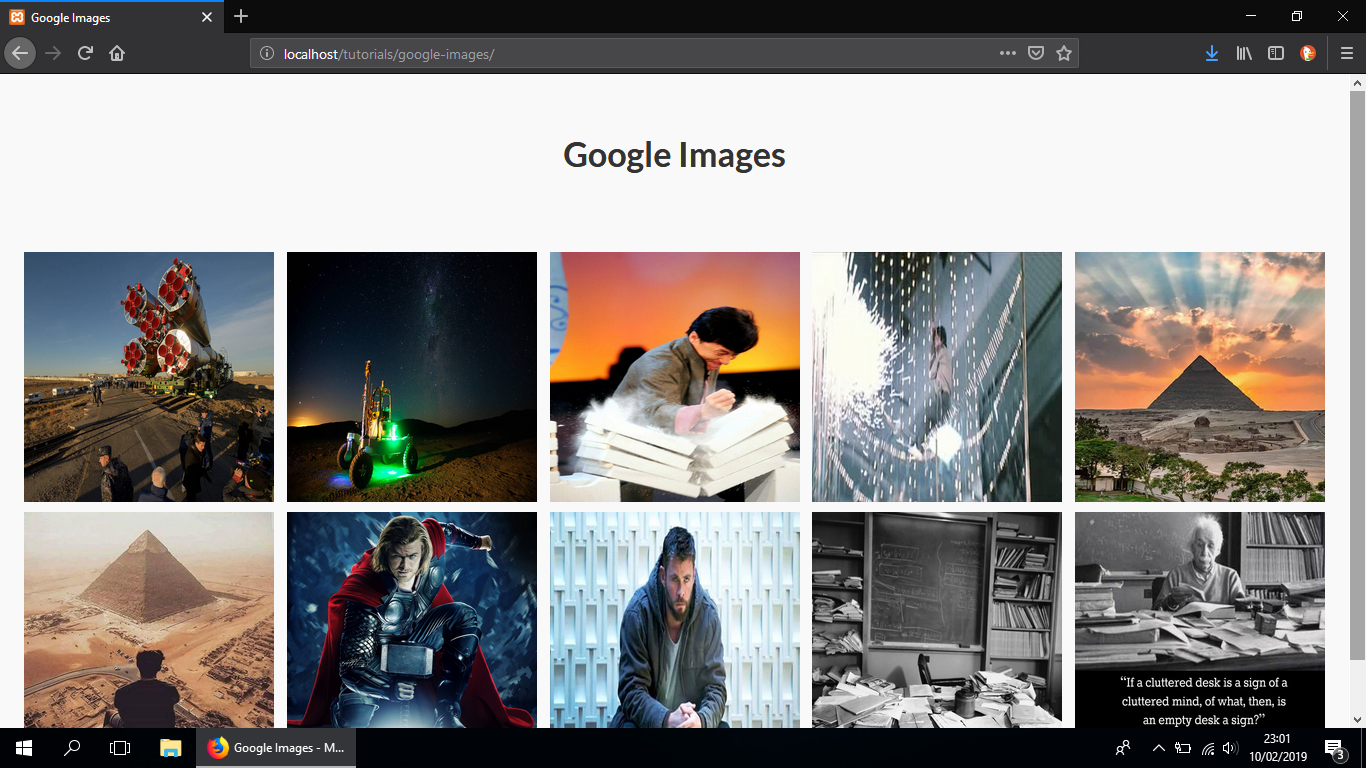 Google Images
localhost/tutorials/google-images/
Google Images
“If a cluttered desk is a sign of a
cluttered mind, of what, then, is
an empty desk a sign?”
Google Images - M...
23:01
10/02/2019
3